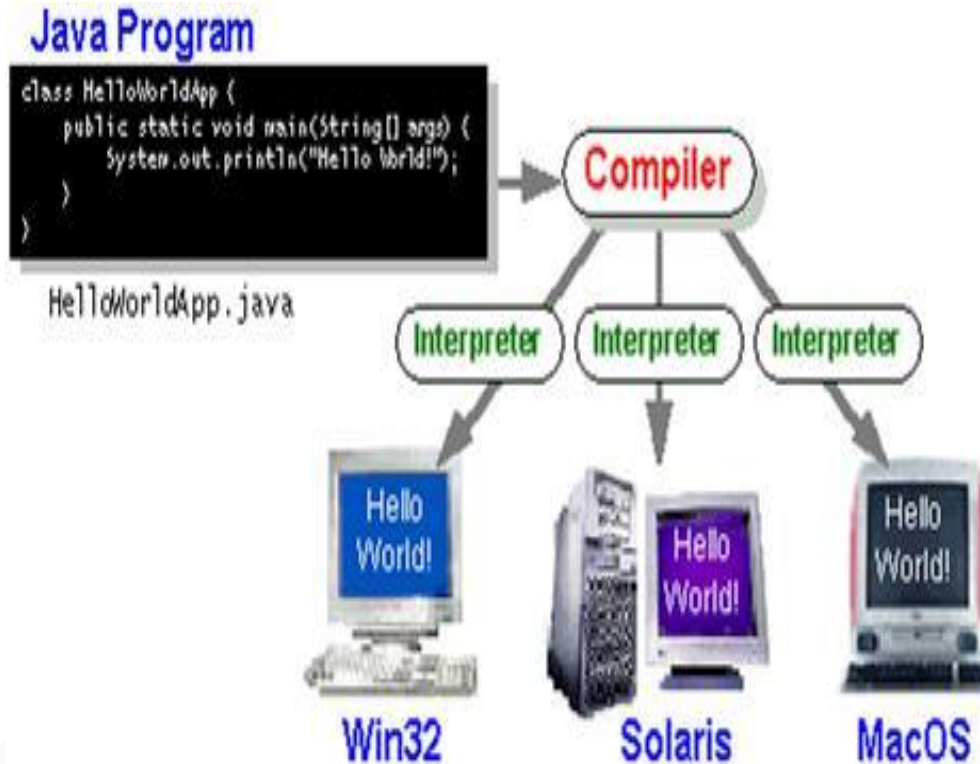 Java Program
class HelloWorldApp {
public static void main(String[] args) {
System.out.println("Hello World!");
}
}
HelloWorldApp.java
Compiler
Interpreter
Interpreter
Interpreter
Hello
World!
Hello
World!
Hello
World!
Win32
Solaris
MacOS